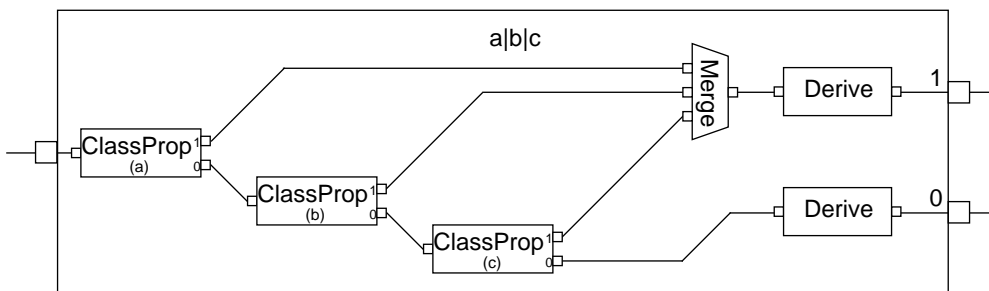 a|b|c
Merge
Derive
1
ClassProp
1
0
(a)
ClassProp
1
0
(b)
Derive
0
ClassProp
1
0
(c)